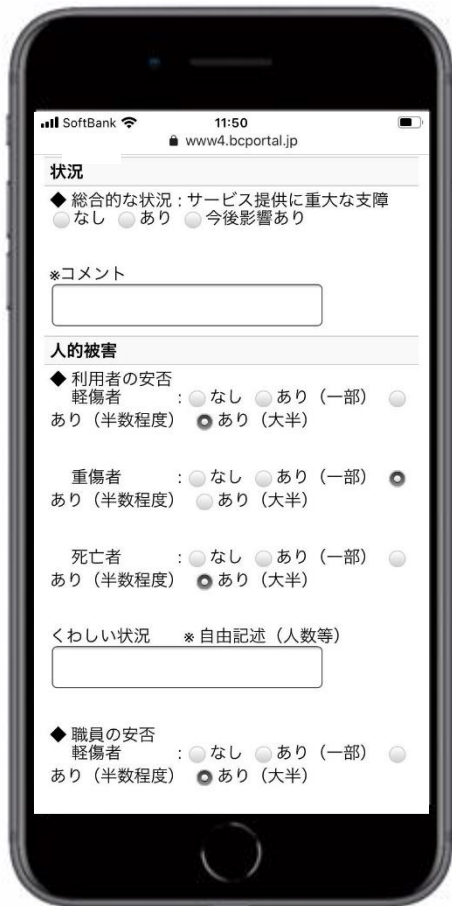 SoftBank 11:50
www4.bcportal.jp
状況
◆ 総合的な状況 : サービス提供に重大な支障
なし あり 今後影響あり
※コメント
人的被害
◆ 利用者の安否
軽傷者 : なし あり（一部）
あり（半数程度） あり（大半）
重傷者 : なし あり（一部）
あり（半数程度） あり（大半）
死亡者 : なし あり（一部）
あり（半数程度） あり（大半）
くわしい状況 ※自由記述（人数等）
◆ 職員の安否
軽傷者 : なし あり（一部）
あり（半数程度） あり（大半）